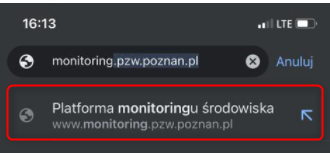 16:13 LTE
monitoring.pzw.poznan.pl Anuluj
Platforma monitoringu środowiska
www.monitoring.pzw.poznan.pl